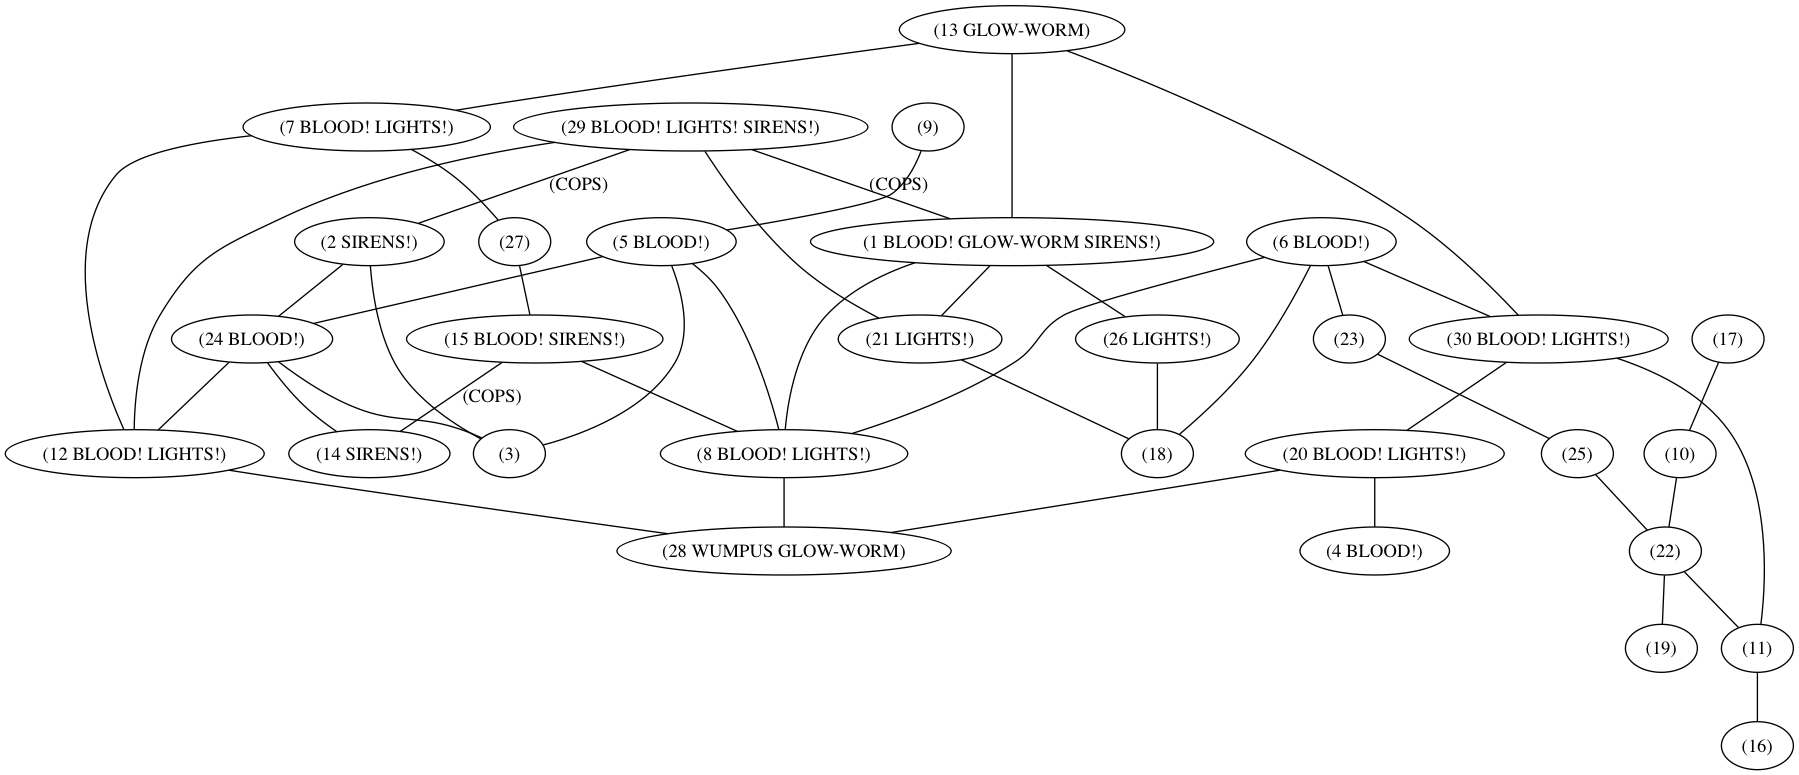 (13 GLOW-WORM)
(7 BLOOD! LIGHTS!)
(29 BLOOD! LIGHTS! SIRENS!)
(9)
(COPS)
(COPS)
(2 SIRENS!)
(27)
(5 BLOOD!)
(1 BLOOD! GLOW-WORM SIRENS!)
(6 BLOOD!)
(24 BLOOD!)
(15 BLOOD! SIRENS!)
(21 LIGHTS!)
(26 LIGHTS!)
(23)
(30 BLOOD! LIGHTS!)
(17)
(COPS)
(12 BLOOD! LIGHTS!)
(14 SIRENS!)
(3)
(8 BLOOD! LIGHTS!)
(18)
(20 BLOOD! LIGHTS!)
(25)
(10)
(28 WUMPUS GLOW-WORM)
(4 BLOOD!)
(22)
(19)
(11)
(16)